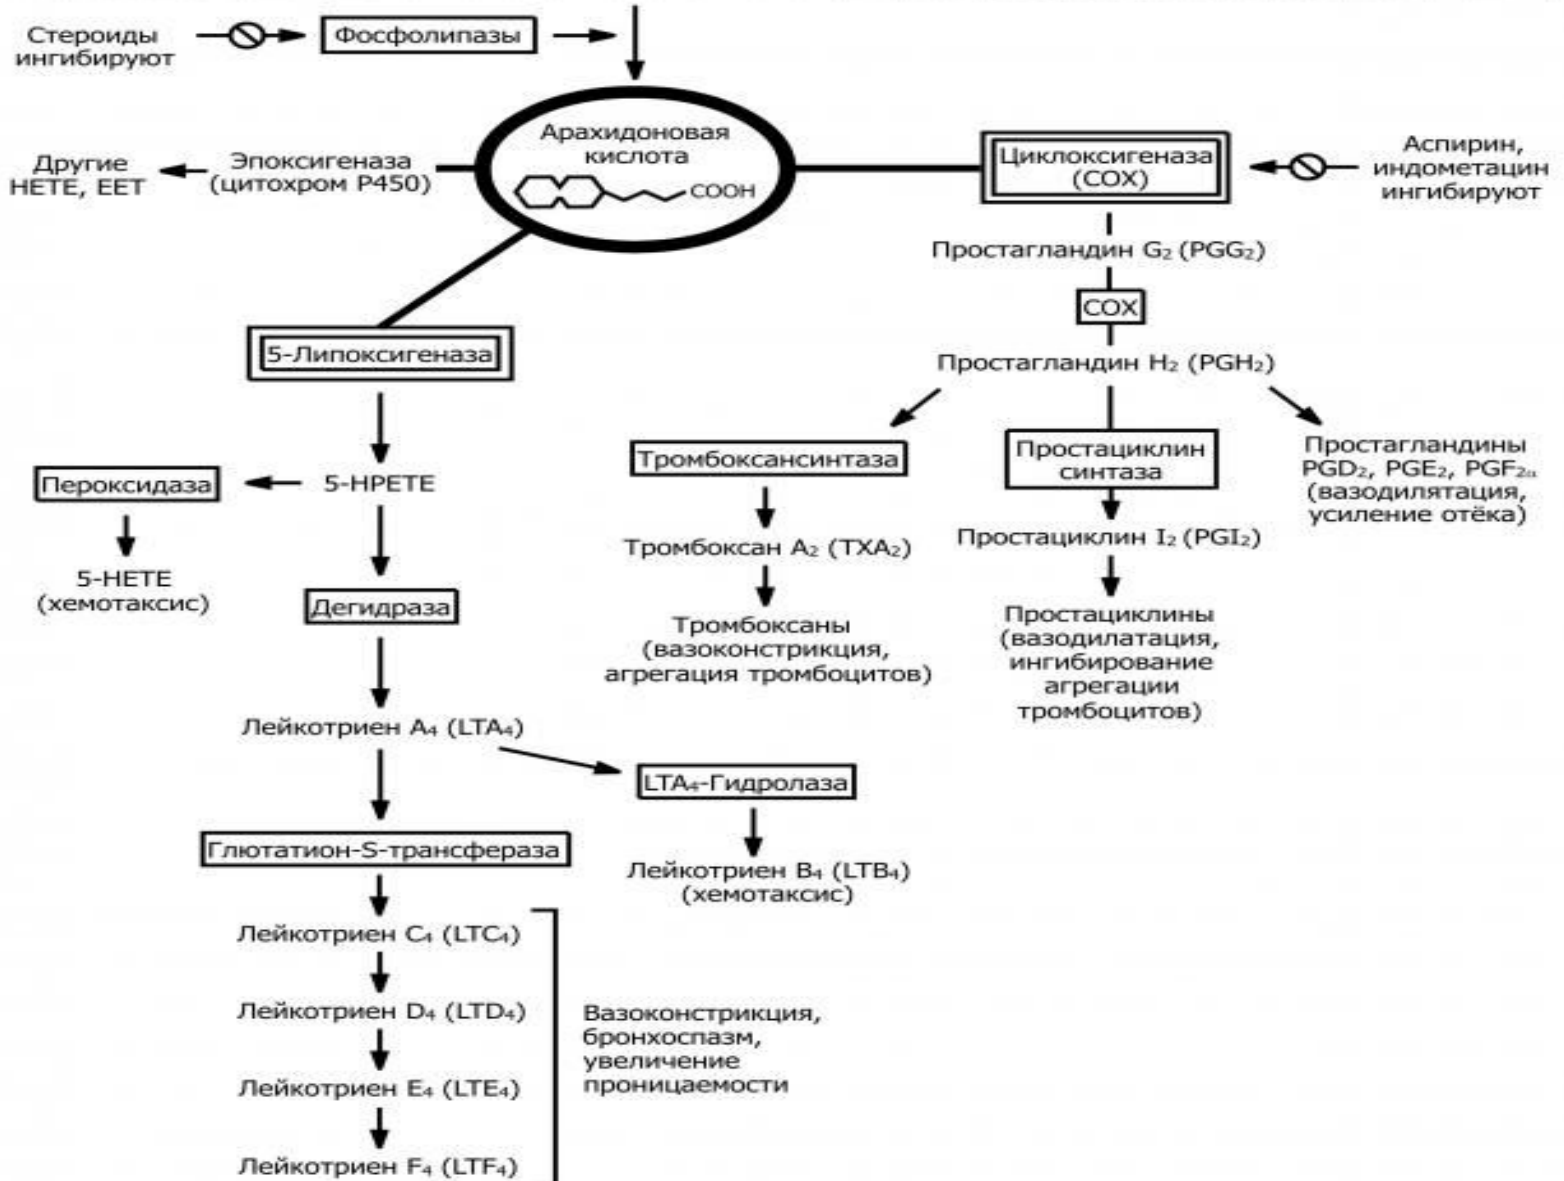 Стероиды
ингибируют
Фосфолипазы
Арахидоновая
кислота
COOH
Другие
HETE, EET
Эпоксигеназа
(цитохром P450)
Циклоксигеназа
(COX)
Аспирин,
индометацин
ингибируют
Простагландин G₂ (PGG₂)
COX
Простагландин H₂ (PGH₂)
5-Липоксигеназа
Тромбоксансинтаза
Простациклин
синтаза
Простагландины
PGD₂, PGE₂, PGF₂α
(вазодилятация,
усиление отёка)
Пероксидаза
5-HPETE
Тромбоксан A₂ (TXA₂)
Простациклин I₂ (PGI₂)
5-HETE
(хемотаксис)
Дегидраза
Тромбоксаны
(вазоконстрикция,
агрегация тромбоцитов)
Простациклины
(вазодилатация,
ингибирование
агрегации
тромбоцитов)
Лейкотриен A₄ (LTA₄)
LTA₄-Гидролаза
Глютатион-S-трансфераза
Лейкотриен B₄ (LTB₄)
(хемотаксис)
Лейкотриен C₄ (LTC₄)
Лейкотриен D₄ (LTD₄)
Лейкотриен E₄ (LTE₄)
Лейкотриен F₄ (LTF₄)
Вазоконстрикция,
бронхоспазм,
увеличение
проницаемости